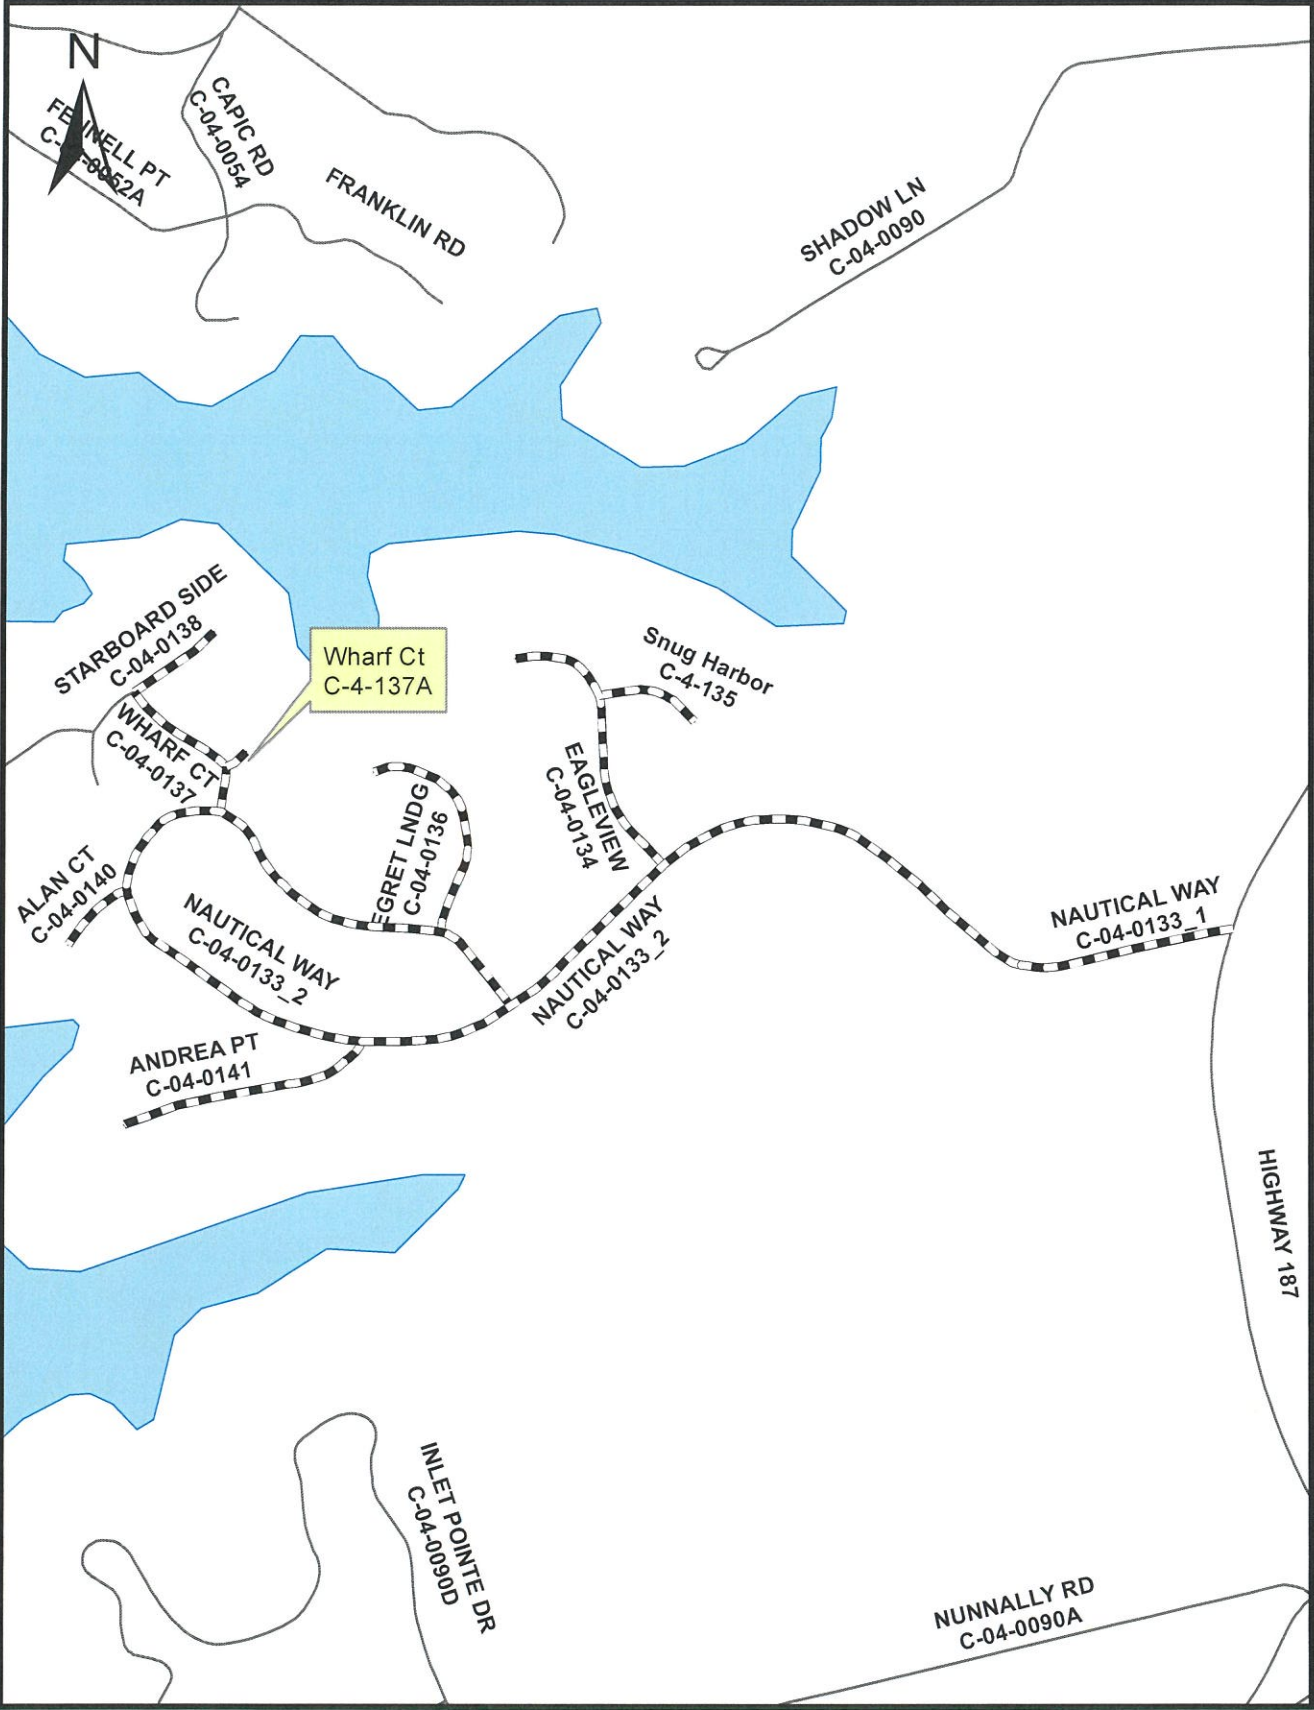 N
FENNELL PT
C-04-0052A
CAPIC RD
C-04-0054
FRANKLIN RD
SHADOW LN
C-04-0090
STARBOARD SIDE
C-04-0138
Wharf Ct
C-4-137A
Snug Harbor
C-4-135
WHARF CT
C-04-0137
EAGLEVIEW
C-04-0134
EGRET LNDG
C-04-0136
ALAN CT
C-04-0140
NAUTICAL WAY
C-04-0133_2
NAUTICAL WAY
C-04-0133_2
NAUTICAL WAY
C-04-0133_1
ANDREA PT
C-04-0141
HIGHWAY 187
INLET POINTE DR
C-04-0090D
NUNNALLY RD
C-04-0090A